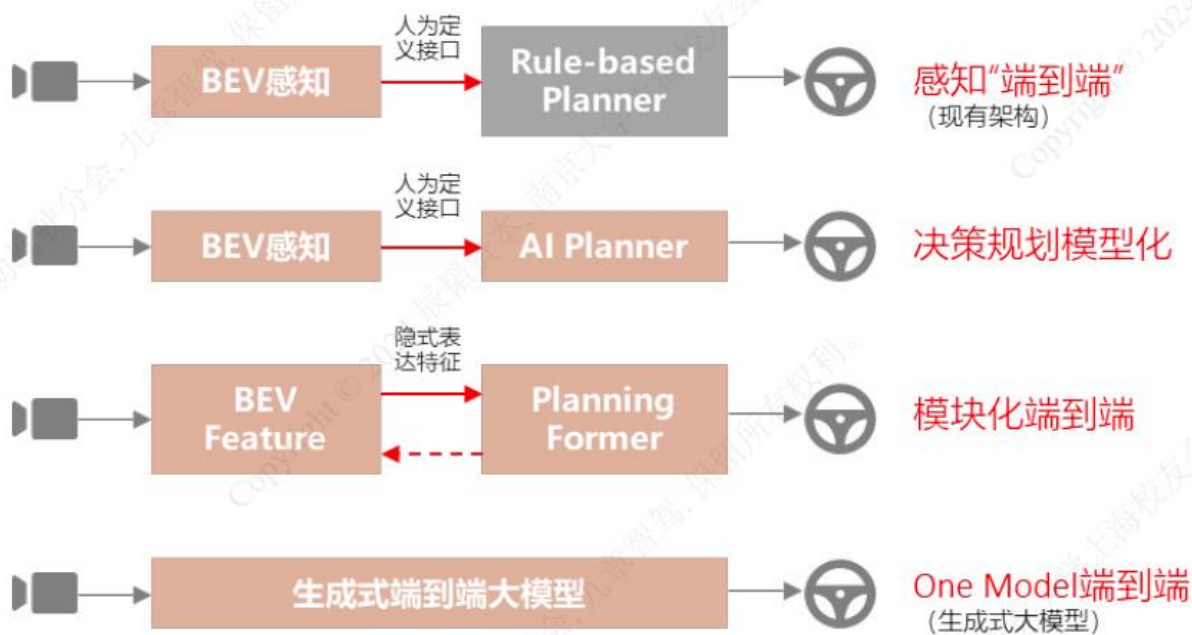 人为定
义接口
BEV感知
Rule-based
Planner
感知“端到端”
(现有架构)
人为定
义接口
BEV感知
AI Planner
决策规划模型化
隐式表
达特征
BEV
Feature
Planning
Former
模块化端到端
生成式端到端大模型
One Model端到端
(生成式大模型)